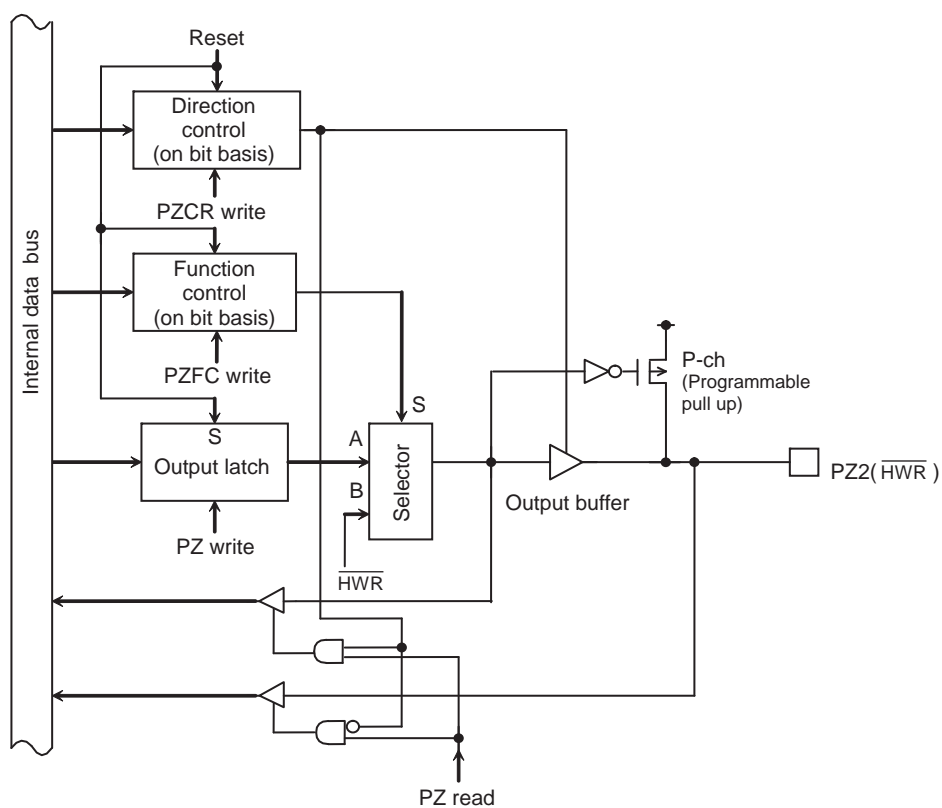 Reset
Direction
control
(on bit basis)
PZCR write
Internal data bus
Function
control
(on bit basis)
PZFC write
P-ch
(Programmable
pull up)
S
S
Output latch
A
B
Selector
Output buffer
PZ2(HWR)
PZ write
HWR
PZ read